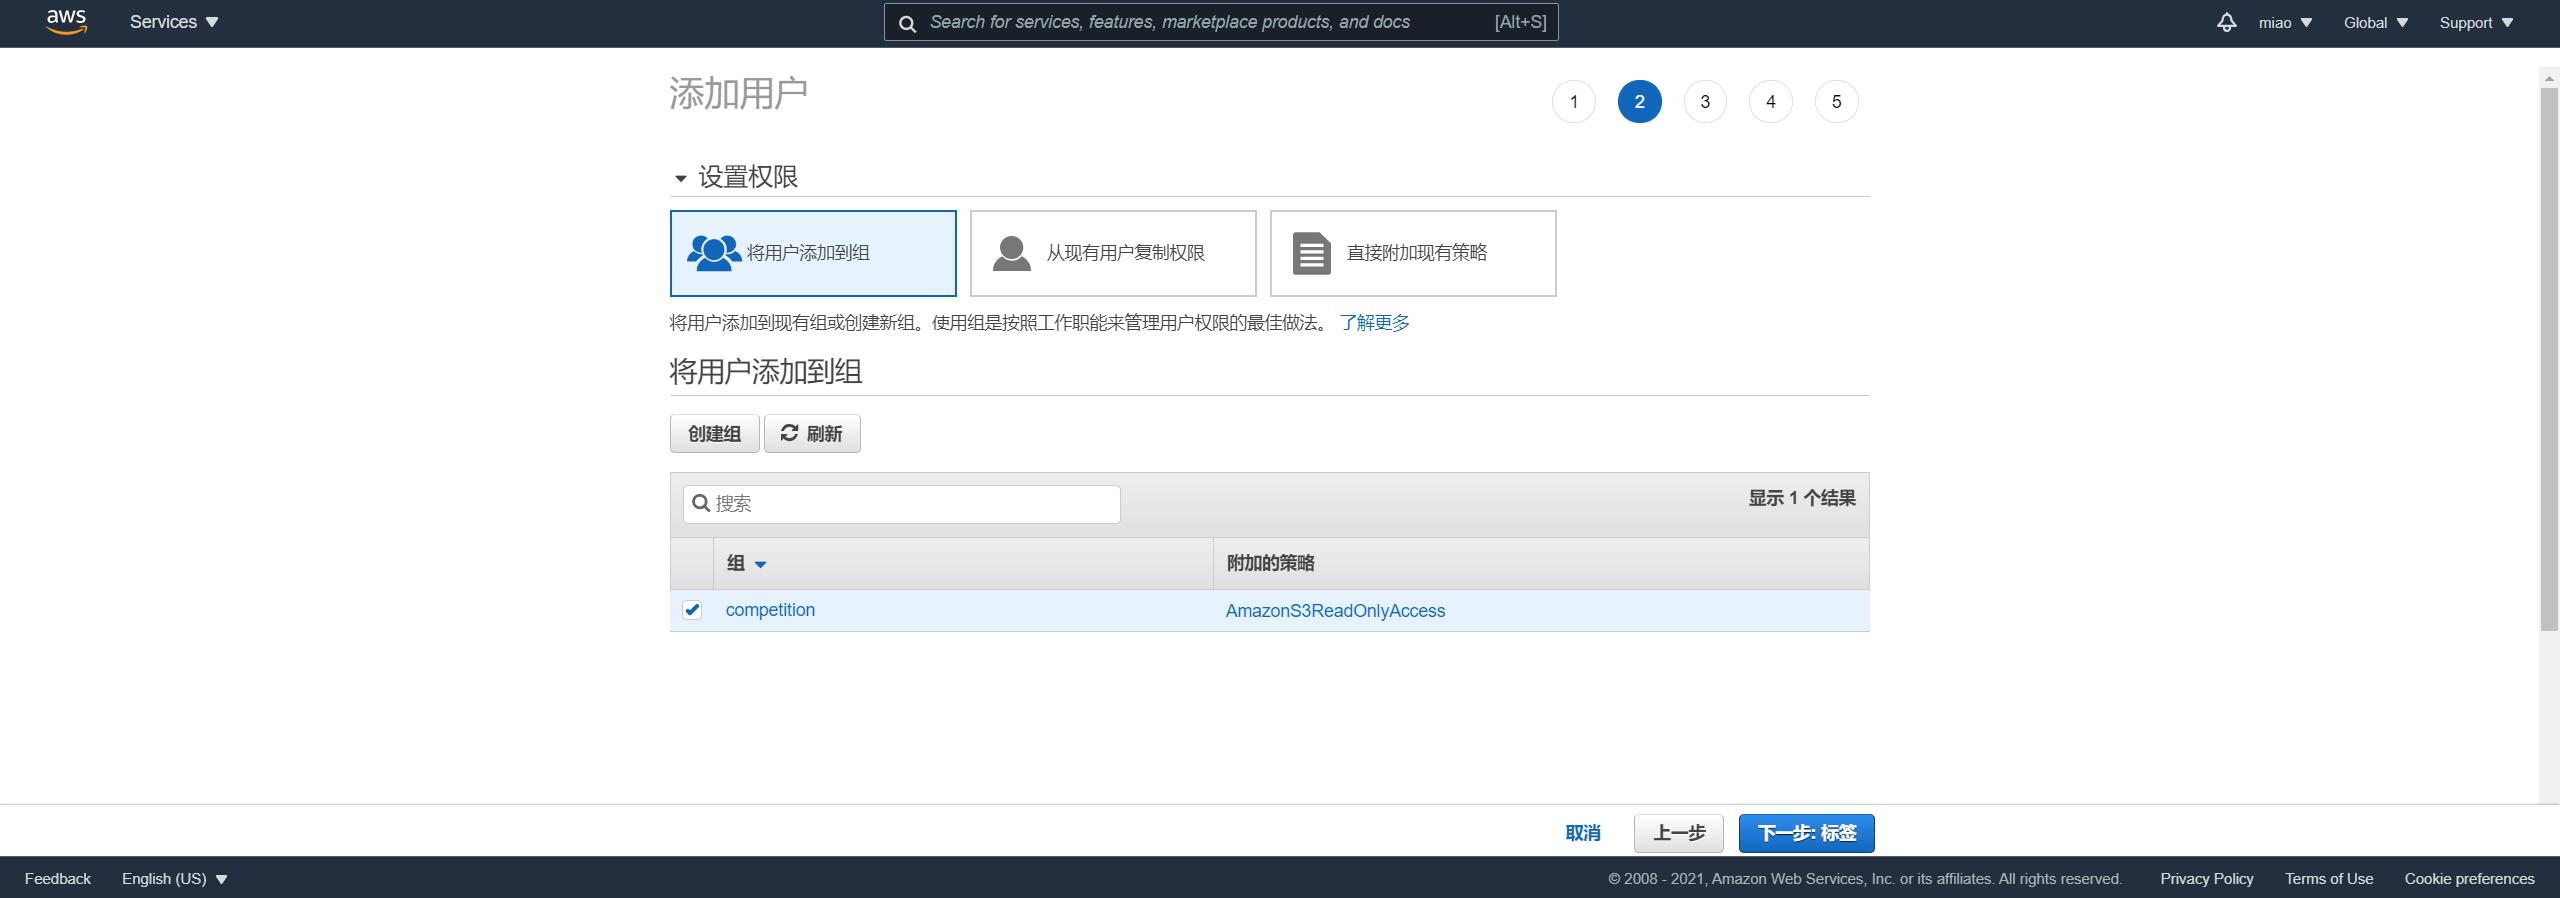 aws Services Search for services, features, marketplace products, and docs [Alt+S] miao Global Support
添加用户
1 2 3 4 5
设置权限
将用户添加到组 从现有用户复制权限 直接附加现有策略
将用户添加到现有组或创建新组。使用组是按照工作职能来管理用户权限的最佳做法。 了解更多
将用户添加到组
创建组 刷新
搜索 显示 1 个结果
组 附加的策略
competition AmazonS3ReadOnlyAccess
取消 上一步 下一步: 标签
Feedback English (US) © 2008 - 2021, Amazon Web Services, Inc. or its affiliates. All rights reserved. Privacy Policy Terms of Use Cookie preferences